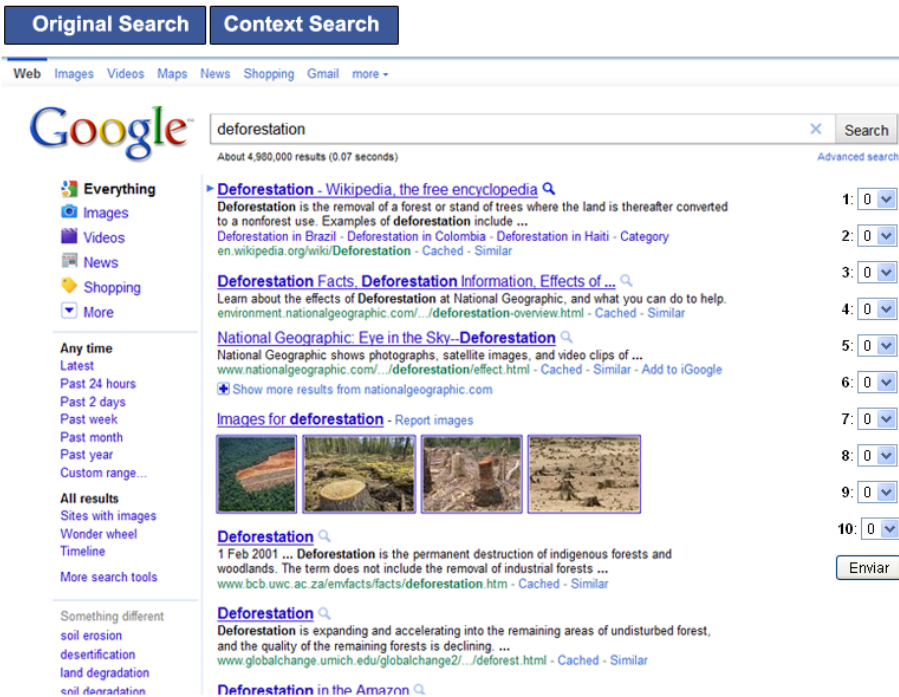 Original Search Context Search
Web Images Videos Maps News Shopping Gmail more
Google
deforestation
Search
About 4,980,000 results (0.07 seconds)
Advanced search
Everything
Images
Videos
News
Shopping
More
Any time
Latest
Past 24 hours
Past 2 days
Past week
Past month
Past year
Custom range...
All results
Sites with images
Wonder wheel
Timeline
More search tools
Something different
soil erosion
desertification
land degradation
soil degradation
Deforestation - Wikipedia, the free encyclopedia
Deforestation is the removal of a forest or stand of trees where the land is thereafter converted
to a nonforest use. Examples of deforestation include ...
Deforestation in Brazil - Deforestation in Colombia - Deforestation in Haiti - Category
en.wikipedia.org/wiki/Deforestation - Cached - Similar
Deforestation Facts, Deforestation Information, Effects of ...
Learn about the effects of Deforestation at National Geographic, and what you can do to help.
environment.nationalgeographic.com/.../deforestation-overview.html - Cached - Similar
National Geographic: Eye in the Sky--Deforestation
National Geographic shows photographs, satellite images, and video clips of ...
www.nationalgeographic.com/.../deforestation/effect.html - Cached - Similar - Add to iGoogle
Show more results from nationalgeographic.com
Images for deforestation - Report images
Deforestation
1 Feb 2001 ... Deforestation is the permanent destruction of indigenous forests and
woodlands. The term does not include the removal of industrial forests ...
www.bcb.uwc.ac.za/envfacts/facts/deforestation.htm - Cached - Similar
Deforestation
Deforestation is expanding and accelerating into the remaining areas of undisturbed forest,
and the quality of the remaining forests is declining. ...
www.globalchange.umich.edu/globalchange2/.../deforest.html - Cached - Similar
Deforestation in the Amazon
1: 0
2: 0
3: 0
4: 0
5: 0
6: 0
7: 0
8: 0
9: 0
10: 0
Enviar